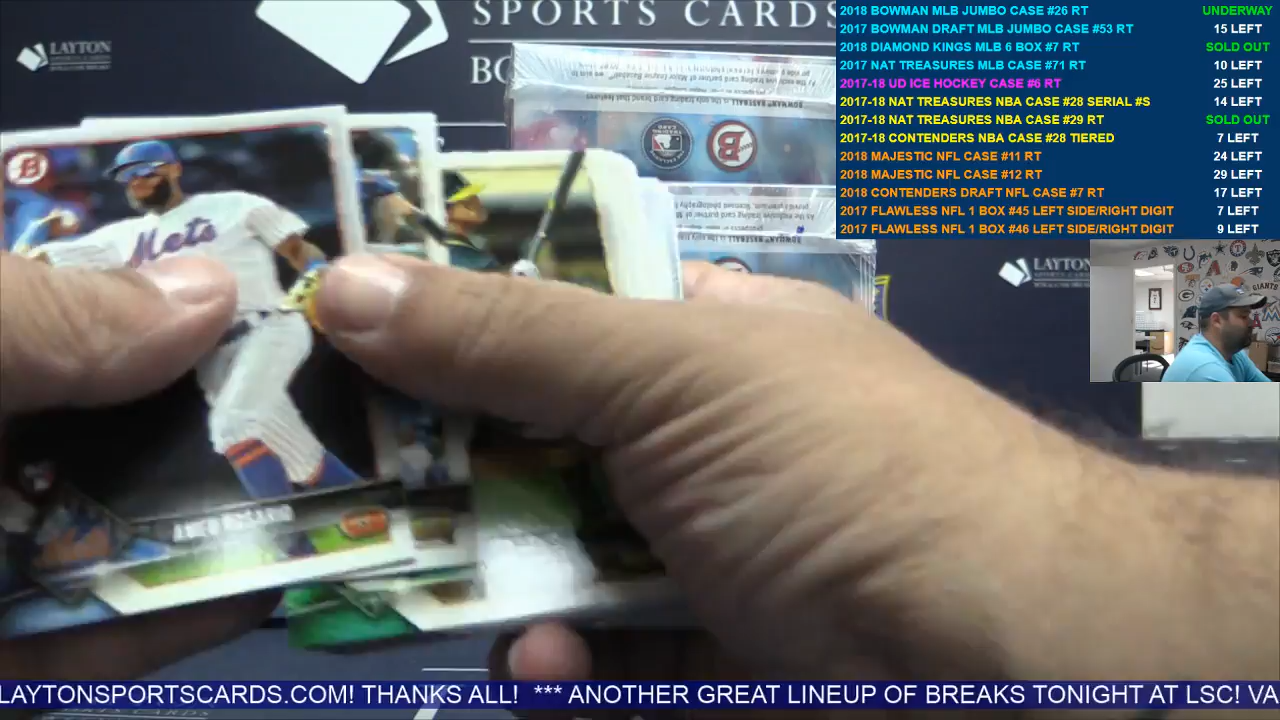 SPORTS CARDS
LAYTON
2018 BOWMAN MLB JUMBO CASE #26 RT UNDERWAY
2017 BOWMAN DRAFT MLB JUMBO CASE #53 RT 15 LEFT
2018 DIAMOND KINGS MLB 6 BOX #7 RT SOLD OUT
2017 NAT TREASURES MLB CASE #71 RT 10 LEFT
2017-18 UD ICE HOCKEY CASE #6 RT 25 LEFT
2017-18 NAT TREASURES NBA CASE #28 SERIAL #S 14 LEFT
2017-18 NAT TREASURES NBA CASE #29 RT SOLD OUT
2017-18 CONTENDERS NBA CASE #28 TIERED 7 LEFT
2018 MAJESTIC NFL CASE #11 RT 24 LEFT
2018 MAJESTIC NFL CASE #12 RT 29 LEFT
2018 CONTENDERS DRAFT NFL CASE #7 RT 17 LEFT
2017 FLAWLESS NFL 1 BOX #45 LEFT SIDE/RIGHT DIGIT 7 LEFT
2017 FLAWLESS NFL 1 BOX #46 LEFT SIDE/RIGHT DIGIT 9 LEFT
B
Mets
LAYTON
SPORTS CARDS
GIANTS
AMED ROSARIO
LAYTONSPORTSCARDS.COM! THANKS ALL! *** ANOTHER GREAT LINEUP OF BREAKS TONIGHT AT LSC! VA